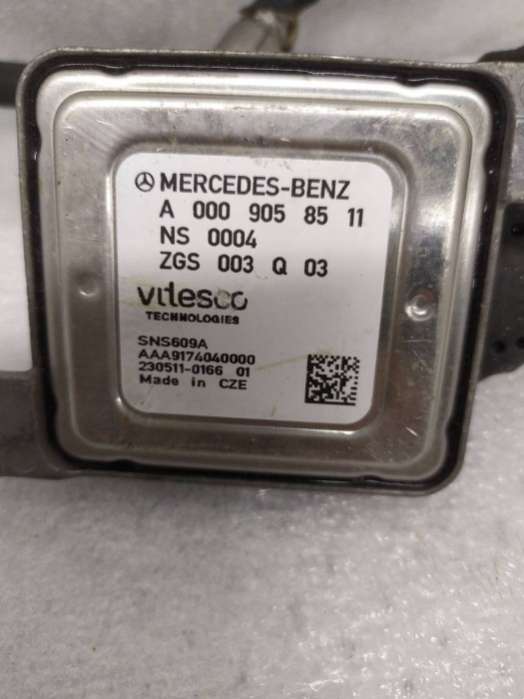 MERCEDES-BENZ
A 000 905 85 11
NS 0004
ZGS 003 Q 03
vitesco
TECHNOLOGIES
SNS609A
AAA9174040000
230511-0166 01
Made in CZE